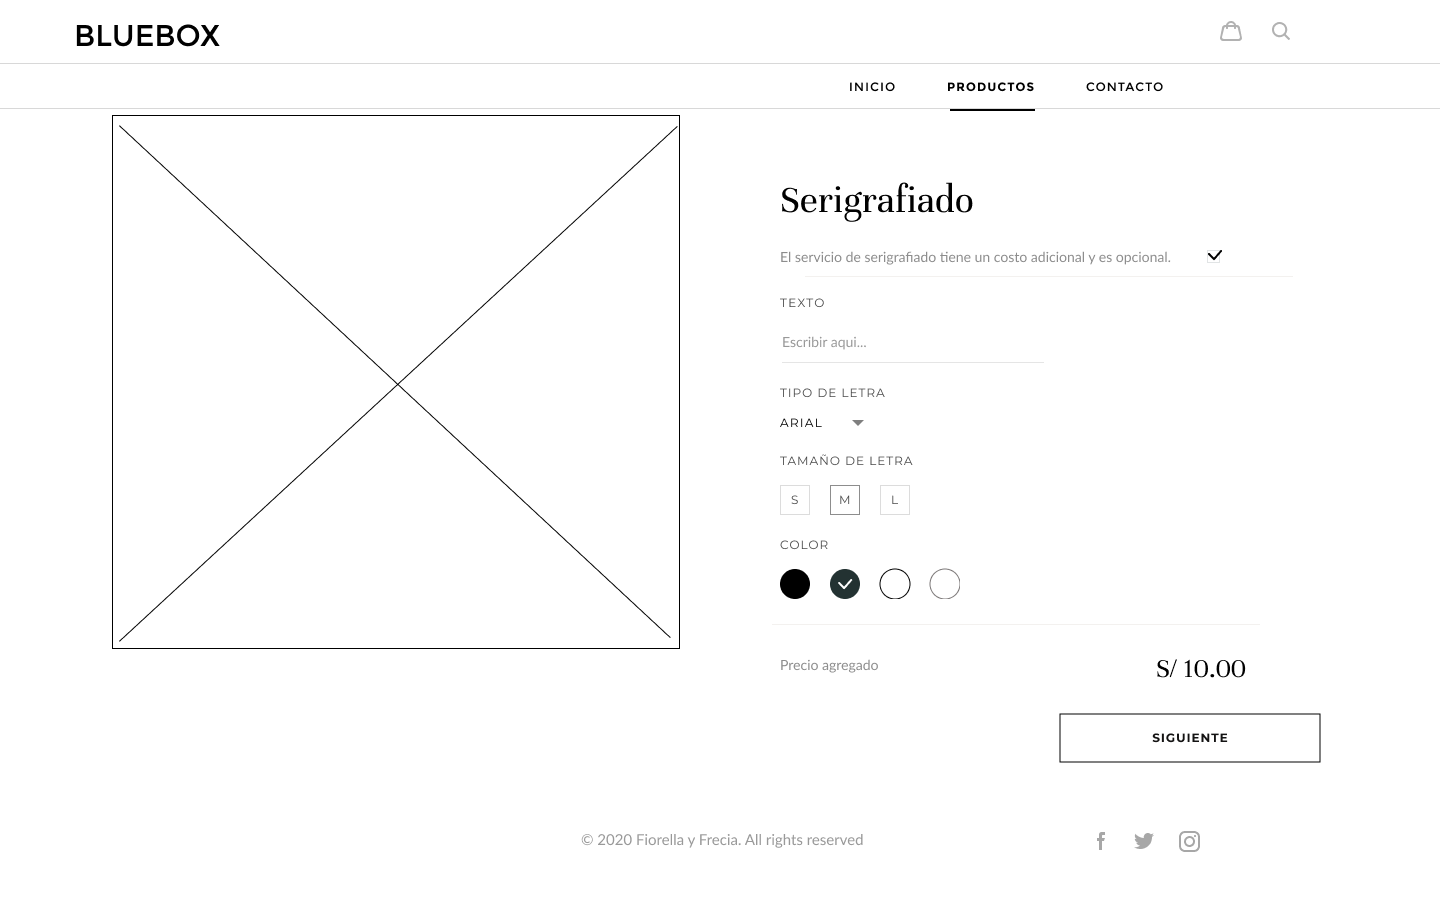 BLUEBOX
INICIO PRODUCTOS CONTACTO
Serigrafiado
El servicio de serigrafiado tiene un costo adicional y es opcional.
TEXTO
Escribir aqui...
TIPO DE LETRA
ARIAL
TAMAÑO DE LETRA
S M L
COLOR
Precio agregado S/ 10.00
SIGUIENTE
© 2020 Fiorella y Frecia. All rights reserved